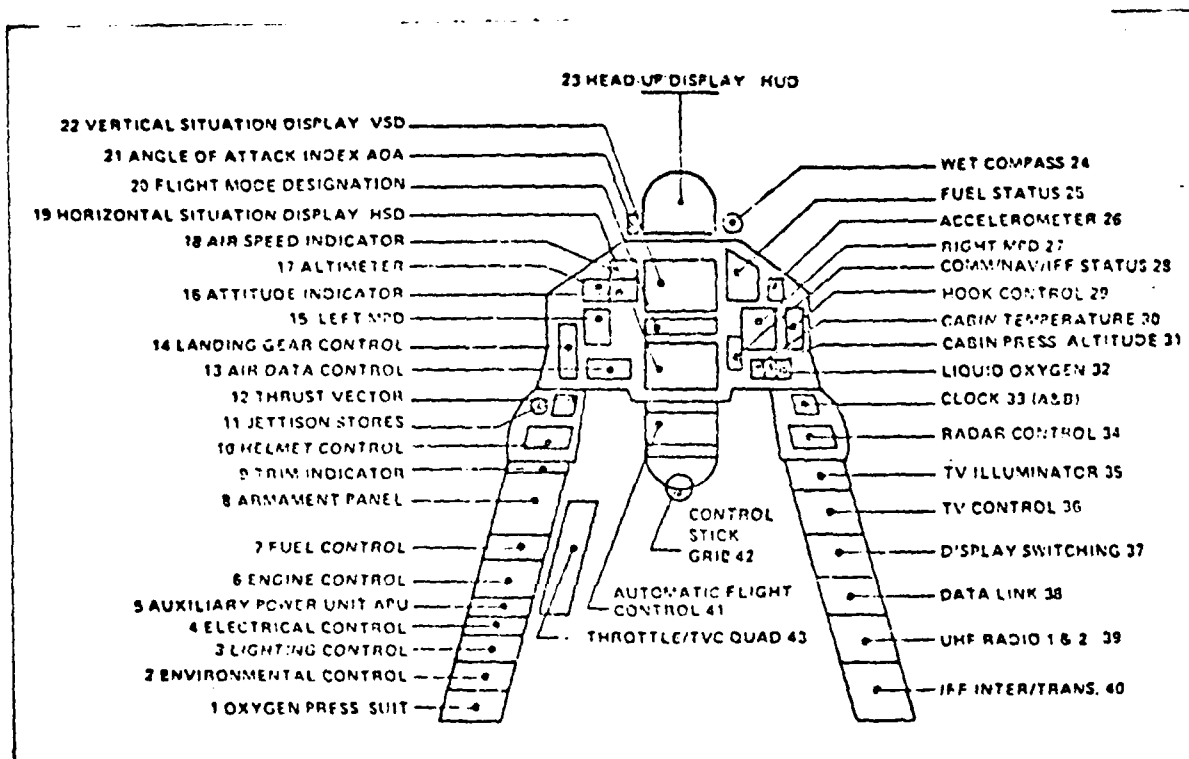 23 HEAD-UP DISPLAY HUD
22 VERTICAL SITUATION DISPLAY VSD
21 ANGLE OF ATTACK INDEX AOA
20 FLIGHT MODE DESIGNATION
19 HORIZONTAL SITUATION DISPLAY HSD
18 AIR SPEED INDICATOR
17 ALTIMETER
16 ATTITUDE INDICATOR
15 LEFT MPD
14 LANDING GEAR CONTROL
13 AIR DATA CONTROL
12 THRUST VECTOR
11 JETTISON STORES
10 HELMET CONTROL
9 TRIM INDICATOR
8 ARMAMENT PANEL
7 FUEL CONTROL
6 ENGINE CONTROL
5 AUXILIARY POWER UNIT APU
4 ELECTRICAL CONTROL
3 LIGHTING CONTROL
2 ENVIRONMENTAL CONTROL
1 OXYGEN PRESS SUIT
WET COMPASS 24
FUEL STATUS 25
ACCELEROMETER 26
RIGHT MPD 27
COMM/NAV/IFF STATUS 28
HOOK CONTROL 29
CABIN TEMPERATURE 30
CABIN PRESS ALTITUDE 31
LIQUID OXYGEN 32
CLOCK 33 (A&B)
RADAR CONTROL 34
TV ILLUMINATOR 35
TV CONTROL 36
DISPLAY SWITCHING 37
DATA LINK 38
UHF RADIO 1 & 2 39
IFF INTER/TRANS. 40
CONTROL
STICK
GRIP 42
AUTOMATIC FLIGHT
CONTROL 41
THROTTLE/TVC QUAD 43